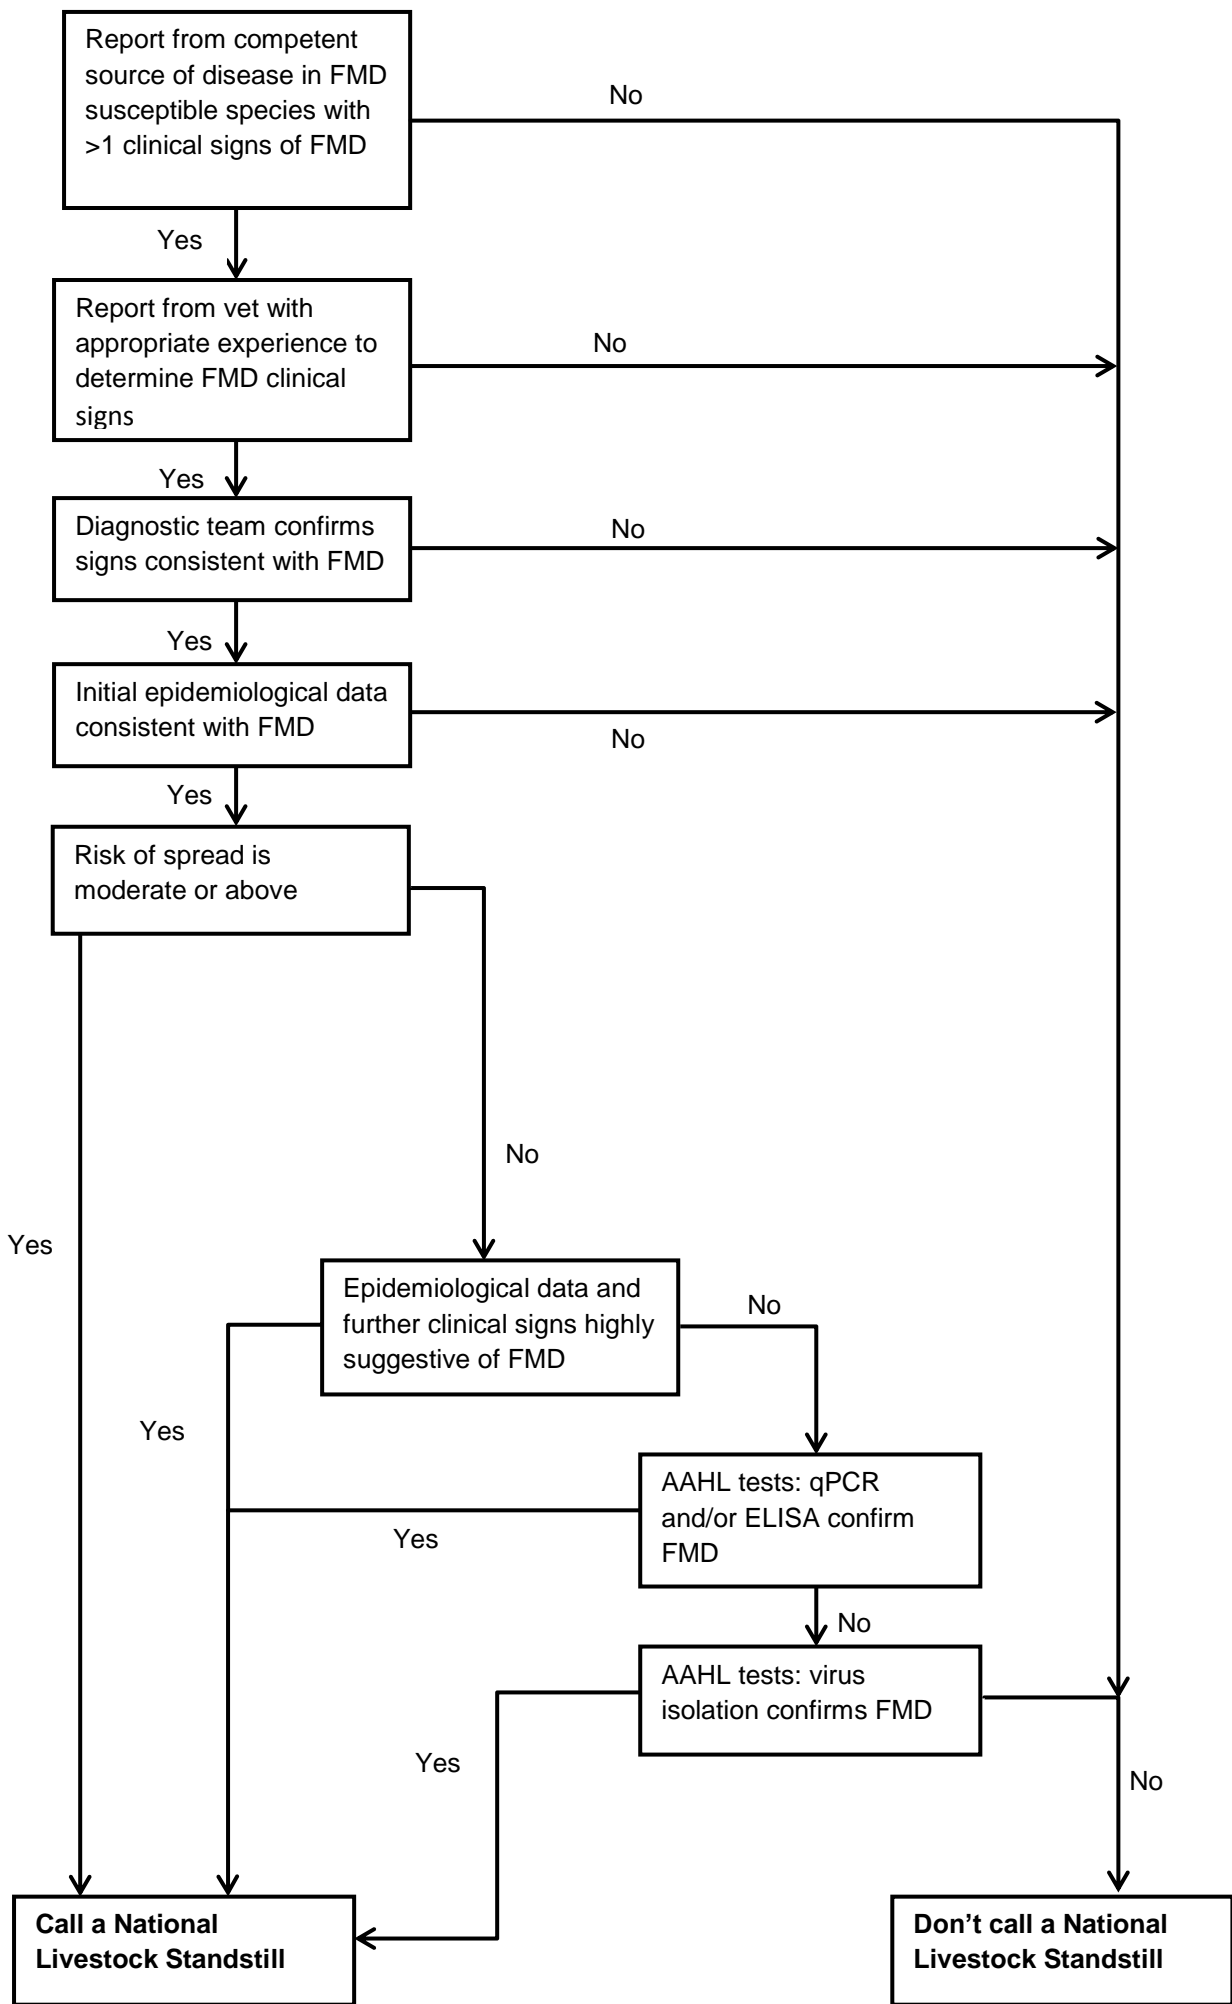 Report from competent
source of disease in FMD
susceptible species with
>1 clinical signs of FMD
No
Yes
Report from vet with
appropriate experience to
determine FMD clinical
signs
No
Yes
Diagnostic team confirms
signs consistent with FMD
No
Yes
Initial epidemiological data
consistent with FMD
No
Yes
Risk of spread is
moderate or above
No
Yes
Epidemiological data and
further clinical signs highly
suggestive of FMD
No
Yes
AAHL tests: qPCR
and/or ELISA confirm
FMD
Yes
No
AAHL tests: virus
isolation confirms FMD
Yes
No
Call a National
Livestock Standstill
Don’t call a National
Livestock Standstill